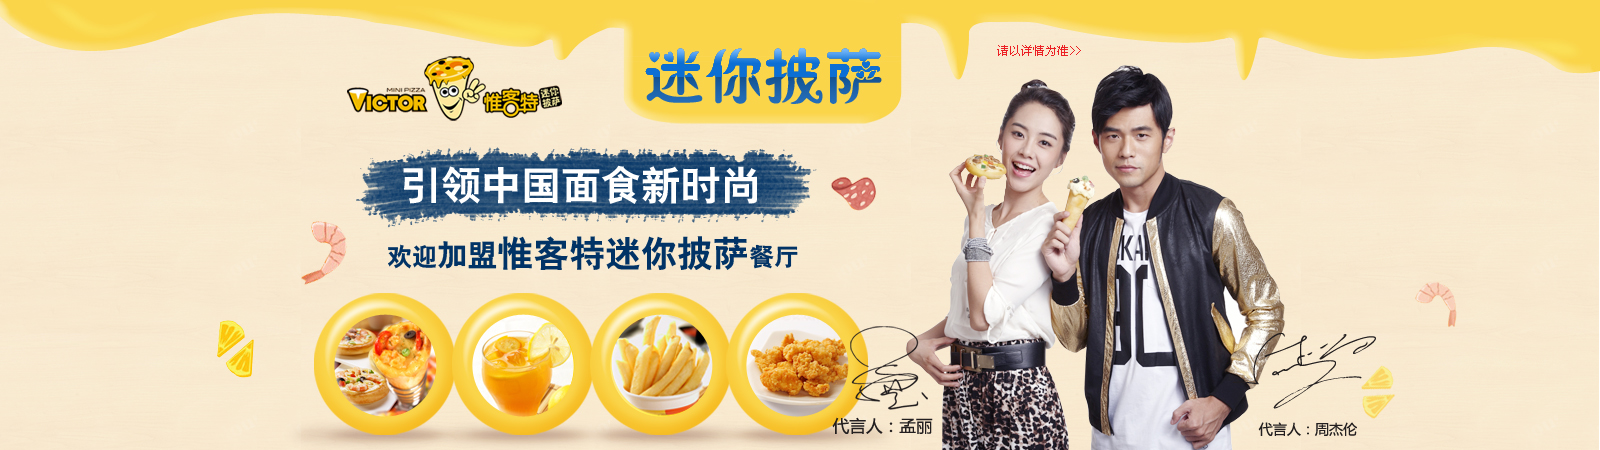 迷你披萨
请以详情为准>>
MINI PIZZA
VICTOR
惟客特
迷你
披萨
引领中国面食新时尚
欢迎加盟惟客特迷你披萨餐厅
KAN
90
代言人：孟丽
代言人：周杰伦